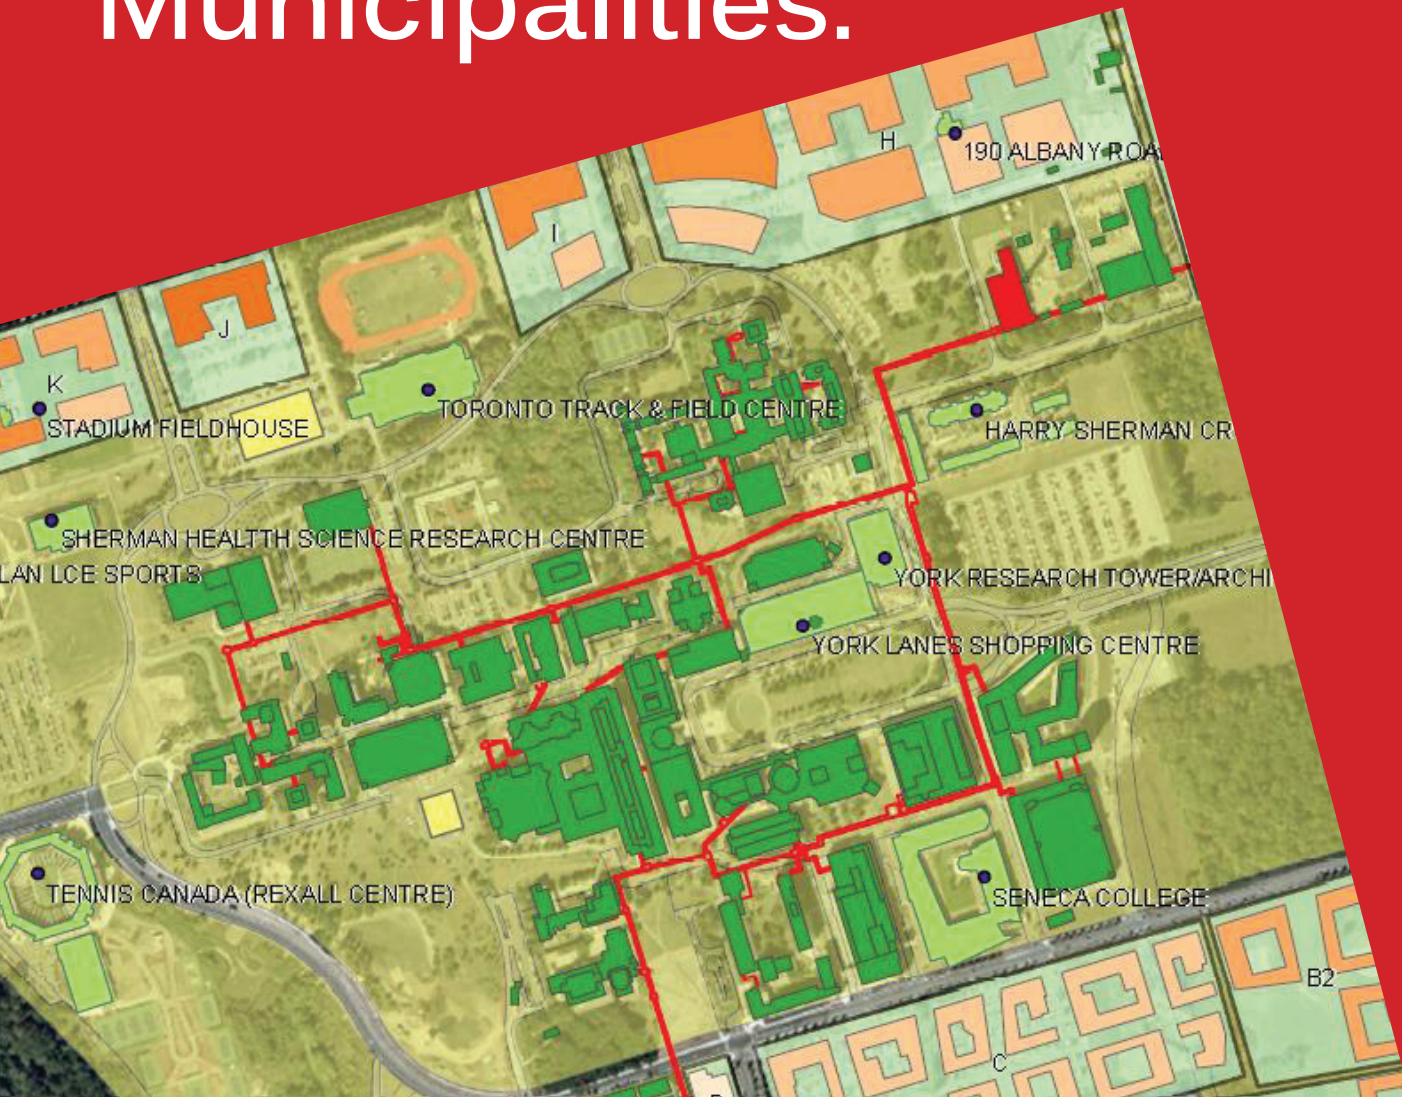 Municipalities.
H
190 ALBANY ROA
I
J
K
STADIUM FIELDHOUSE
TORONTO TRACK & FIELD CENTRE
HARRY SHERMAN CR
SHERMAN HEALTTH SCIENCE RESEARCH CENTRE
LAN LCE SPORTS
YORK RESEARCH TOWER/ARCHI
YORK LANES SHOPPING CENTRE
TENNIS CANADA (REXALL CENTRE)
SENECA COLLEGE
B2
C